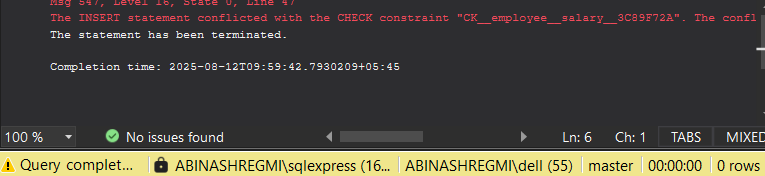 Msg 547, Level 16, State 0, Line 47
The INSERT statement conflicted with the CHECK constraint "CK__employee__salary__3C89F72A". The confl
The statement has been terminated.
Completion time: 2025-08-12T09:59:42.7930209+05:45
100 % No issues found Ln: 6 Ch: 1 TABS MIXED
Query complet... ABINASHREGMI\sqlexpress (16... ABINASHREGMI\dell (55) master 00:00:00 0 rows